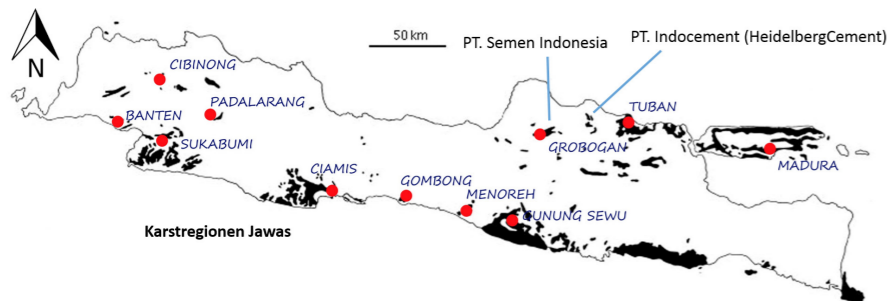 PT. Semen Indonesia
PT. Indocement (HeidelbergCement)
50 km
N
CIBINONG
PADALARANG
BANTEN
SUKABUMI
TUBAN
GROBOGAN
MADURA
CIAMIS
GOMBONG
MENOREH
GUNUNG SEWU
Karstregionen Jawas